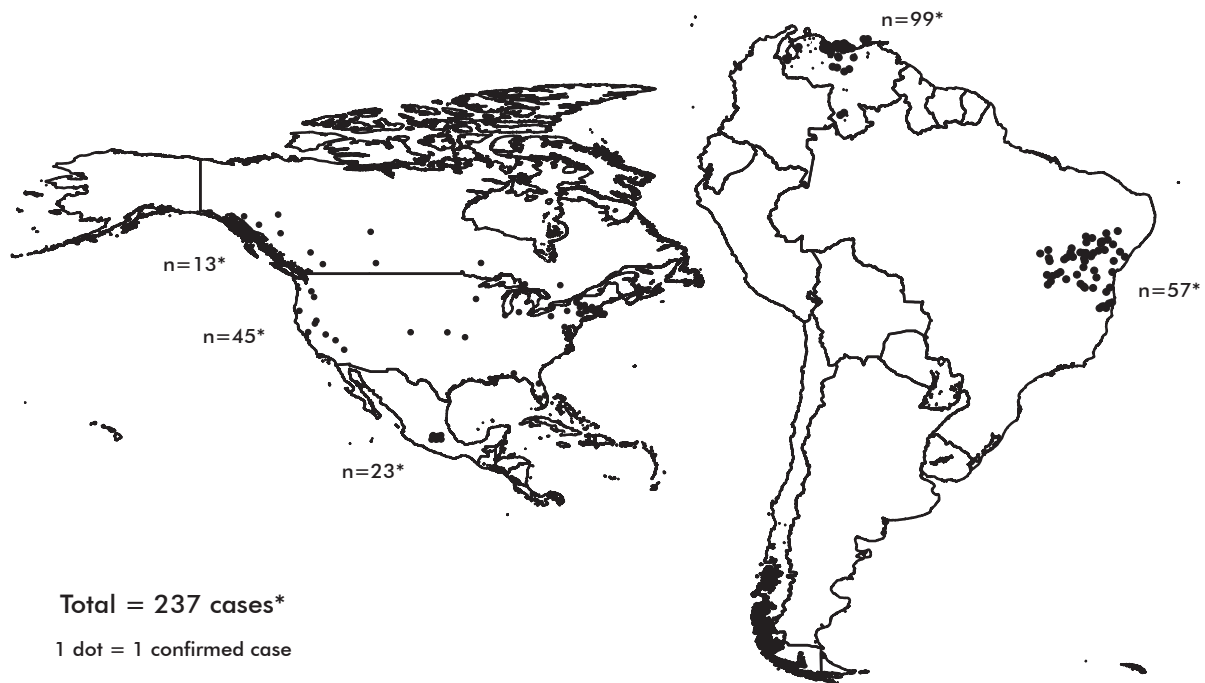 n=99*
n=13*
n=57*
n=45*
n=23*
Total = 237 cases*
1 dot = 1 confirmed case